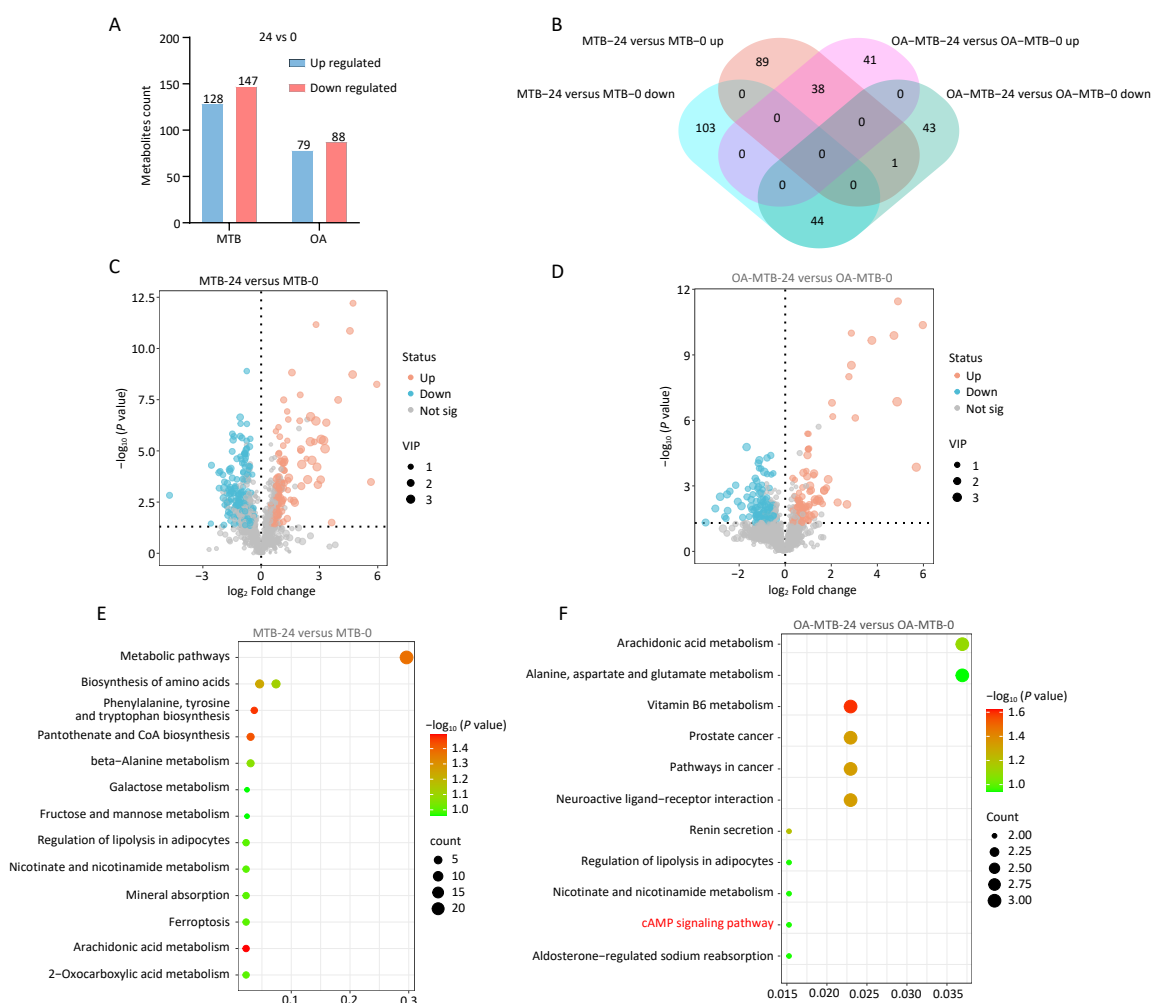 A
24 vs 0
Up regulated
Down regulated
Metabolites count
200
150
100
50
0
128
147
79
88
MTB
OA
B
MTB−24 versus MTB−0 up
OA−MTB−24 versus OA−MTB−0 up
MTB−24 versus MTB−0 down
OA−MTB−24 versus OA−MTB−0 down
89
41
0
38
0
103
0
0
43
0
0
1
0
0
44
C
MTB-24 versus MTB-0
12.5
10.0
7.5
5.0
2.5
0
−log₁₀ (P value)
−3
0
3
6
log₂ Fold change
Status
Up
Down
Not sig
VIP
1
2
3
D
OA-MTB-24 versus OA-MTB-0
12
9
6
3
0
−log₁₀ (P value)
−2
0
2
4
6
log₂ Fold change
Status
Up
Down
Not sig
VIP
1
2
3
E
MTB-24 versus MTB-0
Metabolic pathways
Biosynthesis of amino acids
Phenylalanine, tyrosine
and tryptophan biosynthesis
Pantothenate and CoA biosynthesis
beta−Alanine metabolism
Galactose metabolism
Fructose and mannose metabolism
Regulation of lipolysis in adipocytes
Nicotinate and nicotinamide metabolism
Mineral absorption
Ferroptosis
Arachidonic acid metabolism
2−Oxocarboxylic acid metabolism
0.1
0.2
0.3
−log₁₀ (P value)
1.4
1.3
1.2
1.1
1.0
count
5
10
15
20
F
OA-MTB-24 versus OA-MTB-0
Arachidonic acid metabolism
Alanine, aspartate and glutamate metabolism
Vitamin B6 metabolism
Prostate cancer
Pathways in cancer
Neuroactive ligand−receptor interaction
Renin secretion
Regulation of lipolysis in adipocytes
Nicotinate and nicotinamide metabolism
cAMP signaling pathway
Aldosterone−regulated sodium reabsorption
0.015
0.020
0.025
0.030
0.035
−log₁₀ (P value)
1.6
1.4
1.2
1.0
Count
2.00
2.25
2.50
2.75
3.00